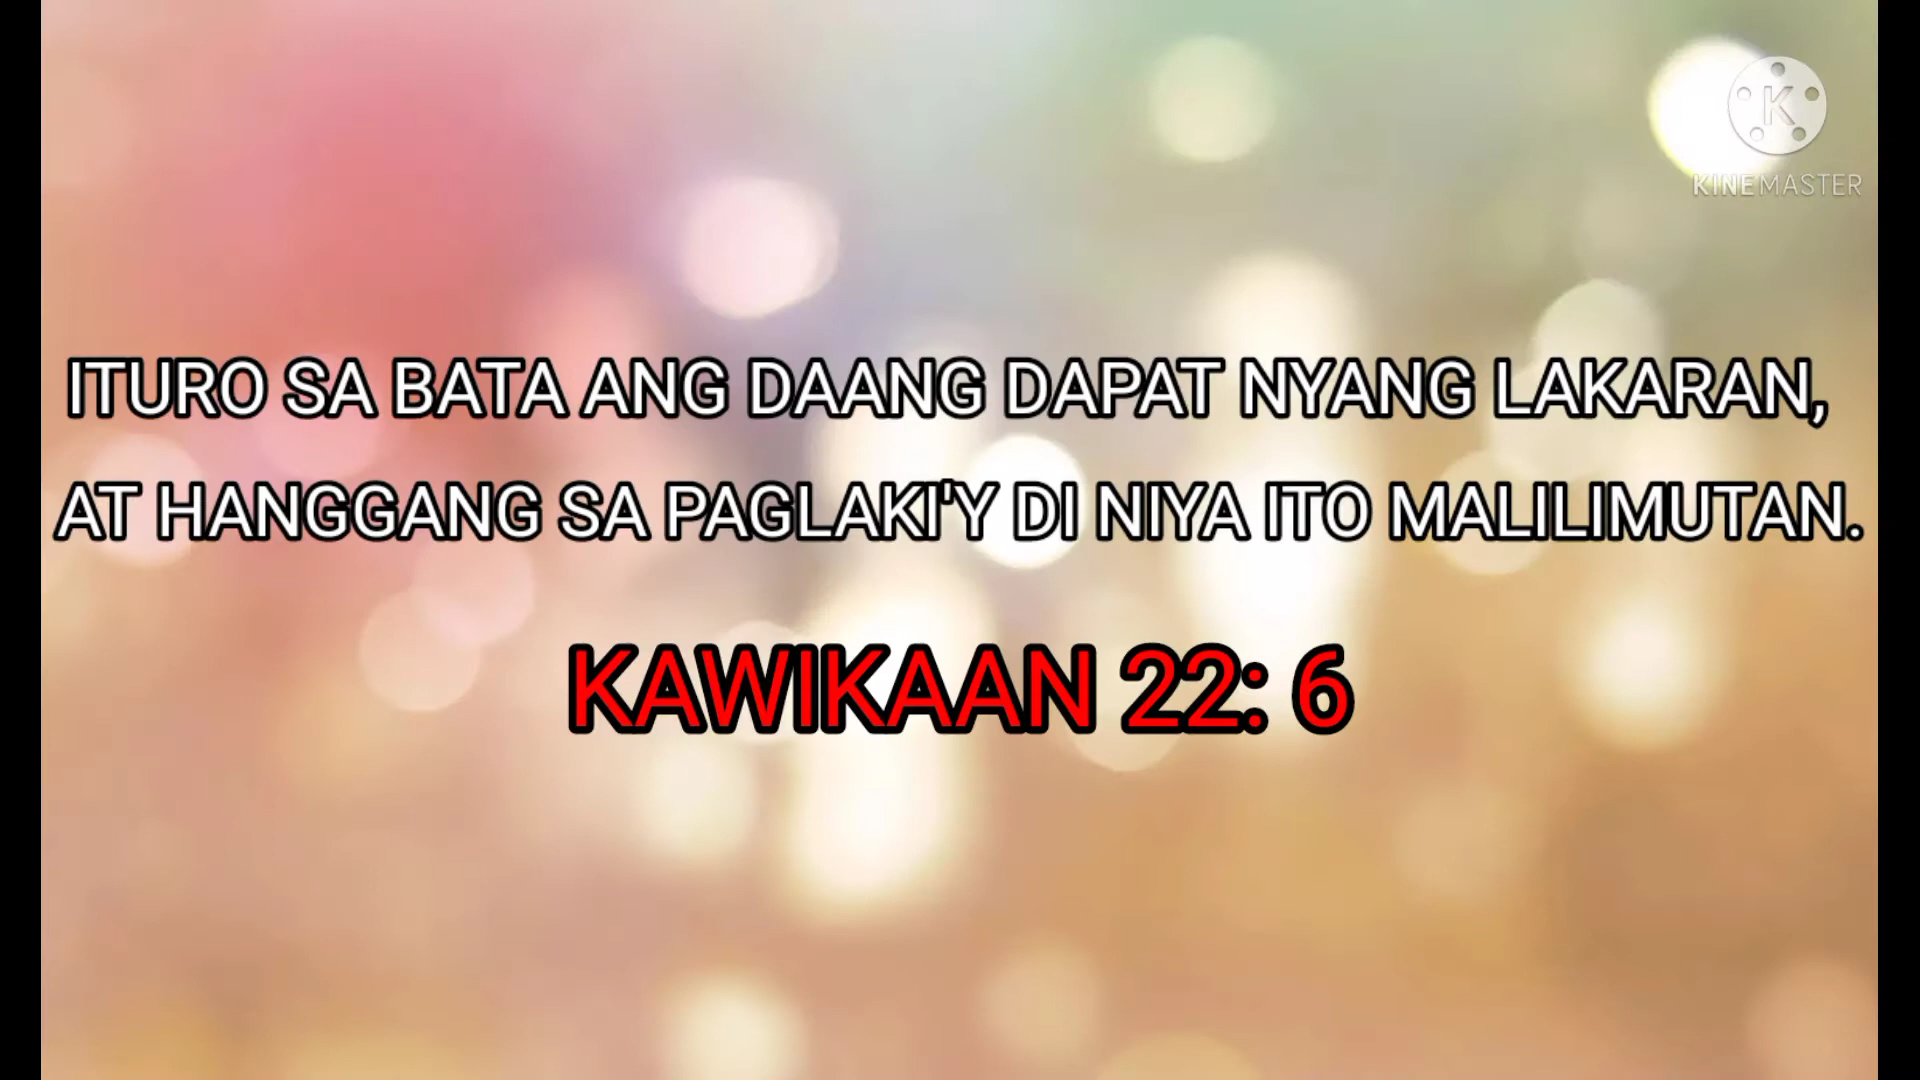 KINEMASTER
ITURO SA BATA ANG DAANG DAPAT NYANG LAKARAN,
AT HANGGANG SA PAGLAKI'Y DI NIYA ITO MALILIMUTAN.
KAWIKAAN 22: 6